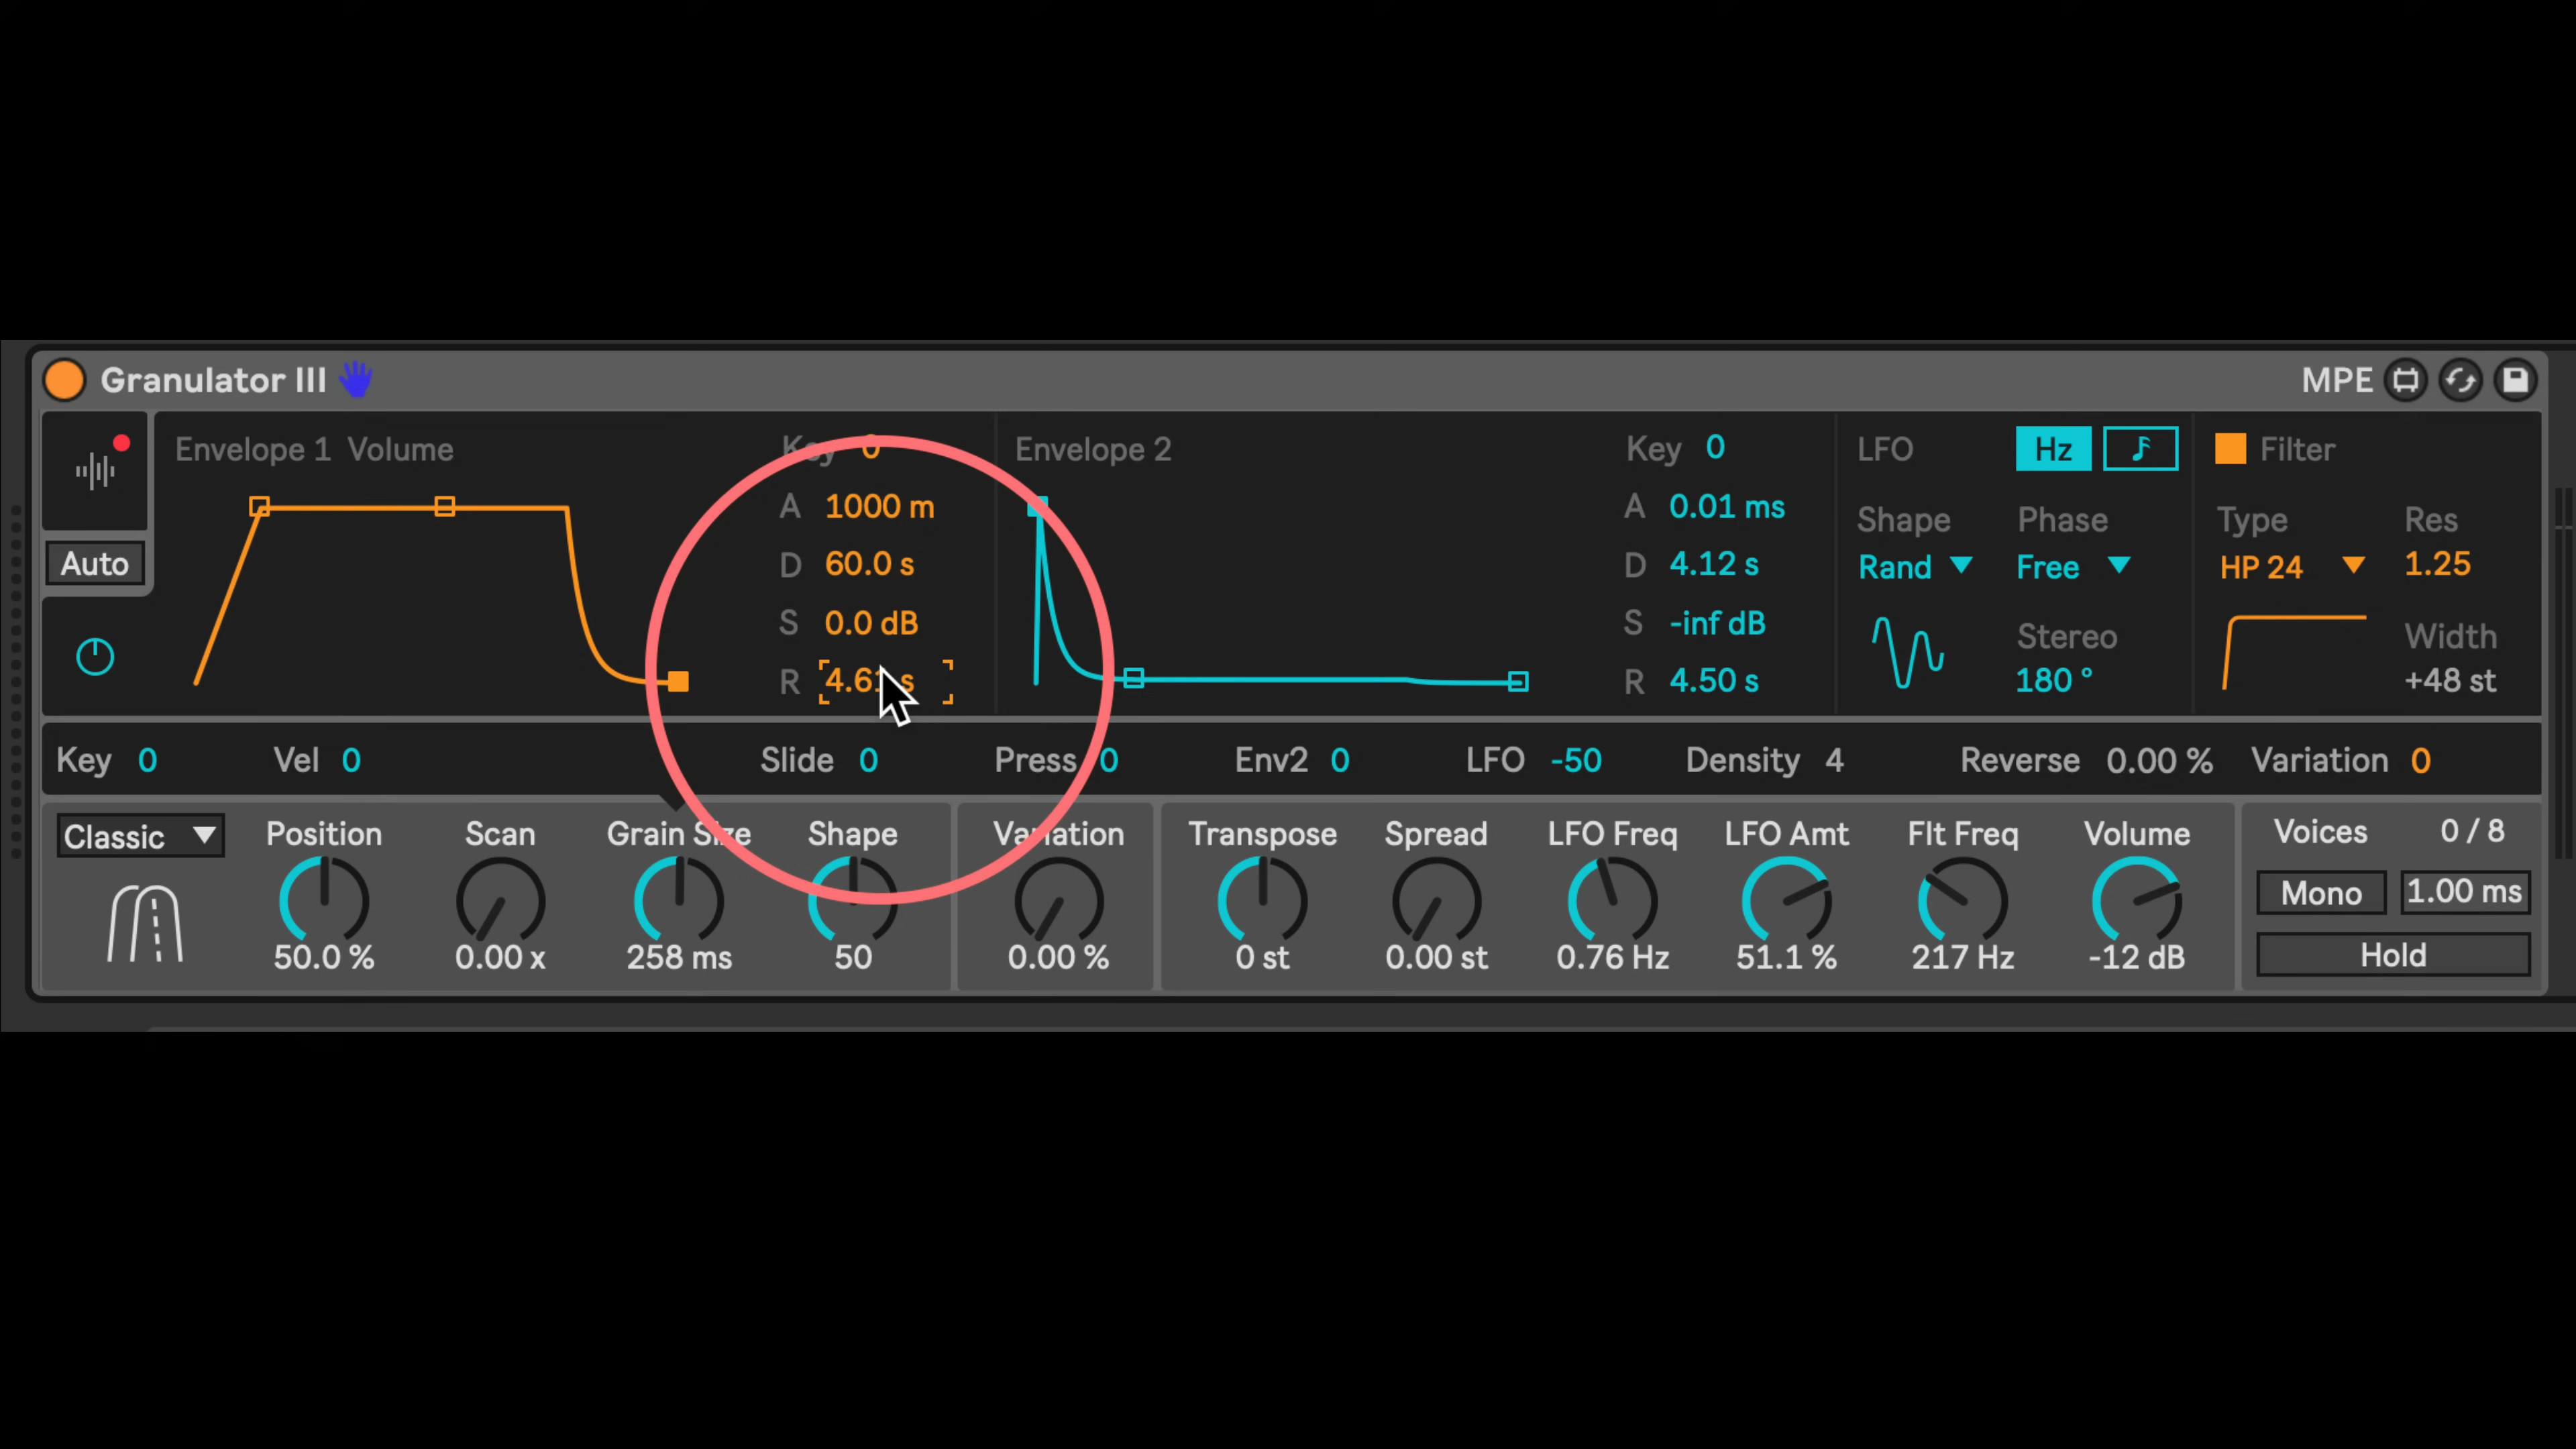 Granulator III MPE
Envelope 1 Volume Key 0 Envelope 2 Key 0 LFO Hz Filter
A 1000 m A 0.01 ms Shape Phase Type Res
Auto D 60.0 s D 4.12 s Rand Free HP 24 1.25
S 0.0 dB S -inf dB Stereo Width
R s R 4.50 s 180 ° +48 st
Key 0 Vel 0 Slide 0 Press 0 Env2 0 LFO -50 Density 4 Reverse 0.00 % Variation 0
Classic Position Scan Grain Size Shape Variation Transpose Spread LFO Freq LFO Amt Flt Freq Volume Voices 0 / 8
Mono 1.00 ms
50.0 % 0.00 x 258 ms 50 0.00 % 0 st 0.00 st 0.76 Hz 51.1 % 217 Hz -12 dB Hold